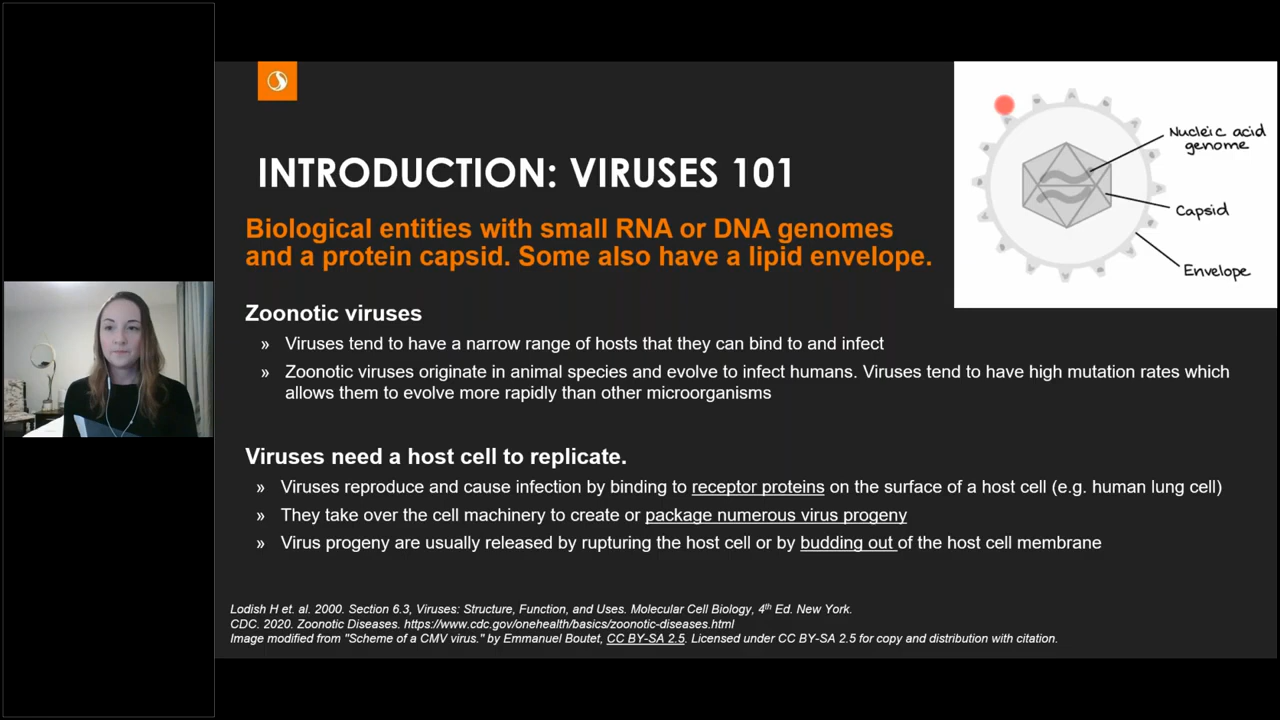 INTRODUCTION: VIRUSES 101
Biological entities with small RNA or DNA genomes
and a protein capsid. Some also have a lipid envelope.
Nucleic acid
genome
Capsid
Envelope
Zoonotic viruses
» Viruses tend to have a narrow range of hosts that they can bind to and infect
» Zoonotic viruses originate in animal species and evolve to infect humans. Viruses tend to have high mutation rates which
allows them to evolve more rapidly than other microorganisms
Viruses need a host cell to replicate.
» Viruses reproduce and cause infection by binding to receptor proteins on the surface of a host cell (e.g. human lung cell)
» They take over the cell machinery to create or package numerous virus progeny
» Virus progeny are usually released by rupturing the host cell or by budding out of the host cell membrane
Lodish H et. al. 2000. Section 6.3, Viruses: Structure, Function, and Uses. Molecular Cell Biology, 4th Ed. New York.
CDC. 2020. Zoonotic Diseases. https://www.cdc.gov/onehealth/basics/zoonotic-diseases.html
Image modified from "Scheme of a CMV virus." by Emmanuel Boutet, CC BY-SA 2.5. Licensed under CC BY-SA 2.5 for copy and distribution with citation.